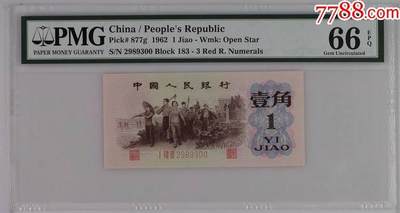 7788.com
PMG
PAPER MONEY GUARANTY
China / People's Republic
Pick# 877g 1962 1 Jiao - Wmk: Open Star
S/N 2989300 Block 183 - 3 Red R. Numerals
66 EPQ
Gem Uncirculated
中国人民银行
壹角
1
YI
JIAO
I VIII III 2989300